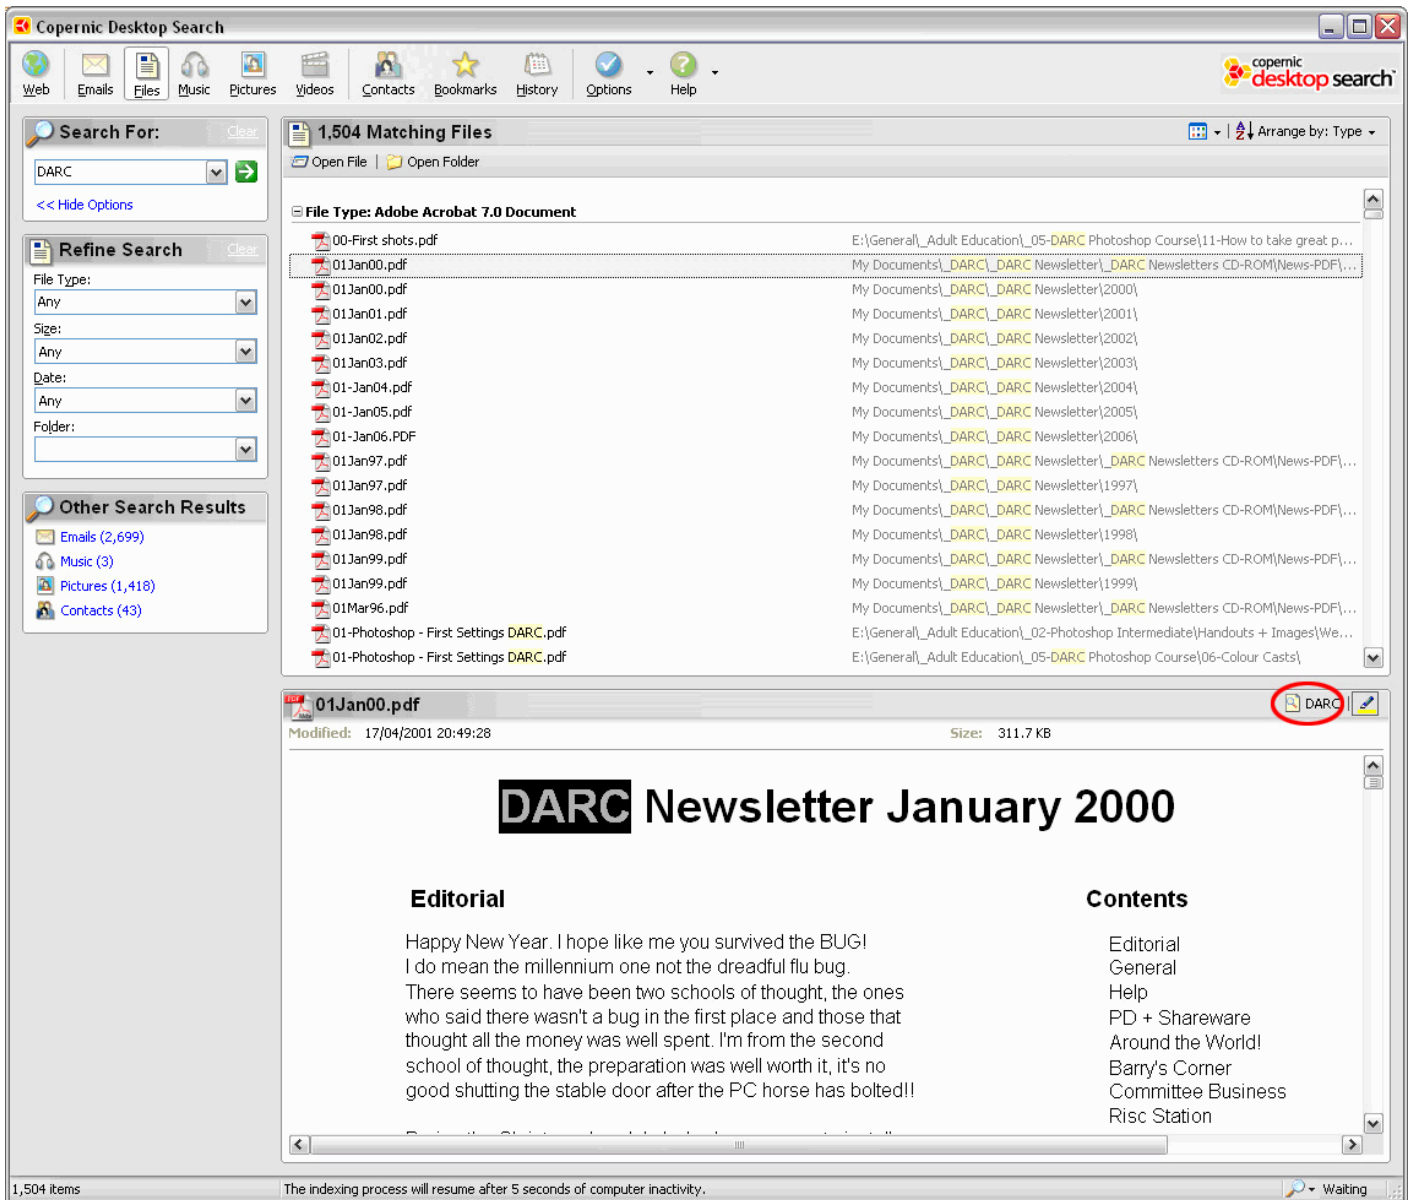 Copernic Desktop Search
Web Emails Files Music Pictures Videos Contacts Bookmarks History Options Help
copernic
desktop search
Search For: Clear
DARC
<< Hide Options
Refine Search Clear
File Type:
Any
Size:
Any
Date:
Any
Folder:
Other Search Results
Emails (2,699)
Music (3)
Pictures (1,418)
Contacts (43)
1,504 Matching Files Arrange by: Type
Open File | Open Folder
File Type: Adobe Acrobat 7.0 Document
00-First shots.pdf E:\General\_Adult Education\_05-DARC Photoshop Course\11-How to take great p...
01Jan00.pdf My Documents\_DARC\_DARC Newsletter\_DARC Newsletters CD-ROM\News-PDF\...
01Jan00.pdf My Documents\_DARC\_DARC Newsletter\2000\
01Jan01.pdf My Documents\_DARC\_DARC Newsletter\2001\
01Jan02.pdf My Documents\_DARC\_DARC Newsletter\2002\
01Jan03.pdf My Documents\_DARC\_DARC Newsletter\2003\
01-Jan04.pdf My Documents\_DARC\_DARC Newsletter\2004\
01-Jan05.pdf My Documents\_DARC\_DARC Newsletter\2005\
01-Jan06.PDF My Documents\_DARC\_DARC Newsletter\2006\
01Jan97.pdf My Documents\_DARC\_DARC Newsletter\_DARC Newsletters CD-ROM\News-PDF\...
01Jan97.pdf My Documents\_DARC\_DARC Newsletter\1997\
01Jan98.pdf My Documents\_DARC\_DARC Newsletter\_DARC Newsletters CD-ROM\News-PDF\...
01Jan98.pdf My Documents\_DARC\_DARC Newsletter\1998\
01Jan99.pdf My Documents\_DARC\_DARC Newsletter\_DARC Newsletters CD-ROM\News-PDF\...
01Jan99.pdf My Documents\_DARC\_DARC Newsletter\1999\
01Mar96.pdf My Documents\_DARC\_DARC Newsletter\_DARC Newsletters CD-ROM\News-PDF\...
01-Photoshop - First Settings DARC.pdf E:\General\_Adult Education\_02-Photoshop Intermediate\Handouts + Images\We...
01-Photoshop - First Settings DARC.pdf E:\General\_Adult Education\_05-DARC Photoshop Course\06-Colour Casts\
01Jan00.pdf DARC
Modified: 17/04/2001 20:49:28 Size: 311.7 KB
DARC Newsletter January 2000
Editorial
Happy New Year. I hope like me you survived the BUG!
I do mean the millennium one not the dreadful flu bug.
There seems to have been two schools of thought, the ones
who said there wasn't a bug in the first place and those that
thought all the money was well spent. I'm from the second
school of thought, the preparation was well worth it, it's no
good shutting the stable door after the PC horse has bolted!!
Contents
Editorial
General
Help
PD + Shareware
Around the World!
Barry's Corner
Committee Business
Risc Station
1,504 items The indexing process will resume after 5 seconds of computer inactivity. Waiting